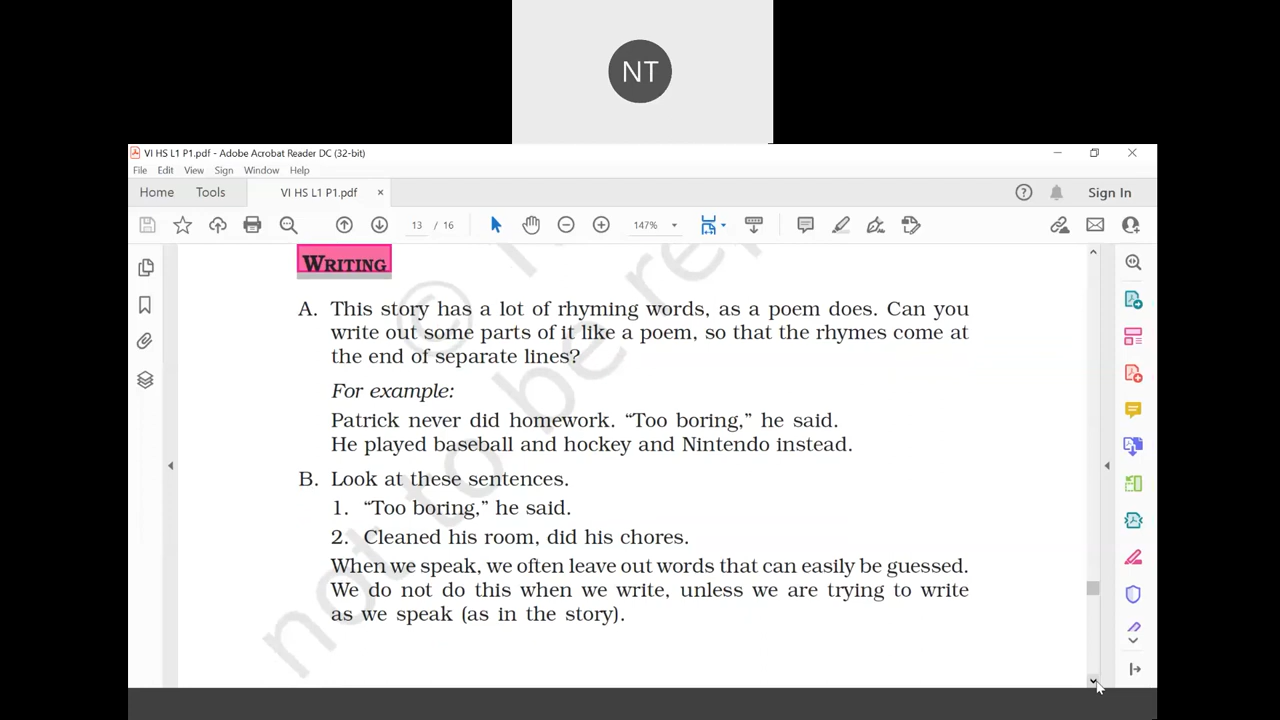 NT
VI HS L1 P1.pdf - Adobe Acrobat Reader DC (32-bit)
File Edit View Sign Window Help
Home Tools VI HS L1 P1.pdf × Sign In
13 / 16 147%
WRITING
A. This story has a lot of rhyming words, as a poem does. Can you
write out some parts of it like a poem, so that the rhymes come at
the end of separate lines?
For example:
Patrick never did homework. “Too boring,” he said.
He played baseball and hockey and Nintendo instead.
B. Look at these sentences.
1. “Too boring,” he said.
2. Cleaned his room, did his chores.
When we speak, we often leave out words that can easily be guessed.
We do not do this when we write, unless we are trying to write
as we speak (as in the story).
©
not to be rep